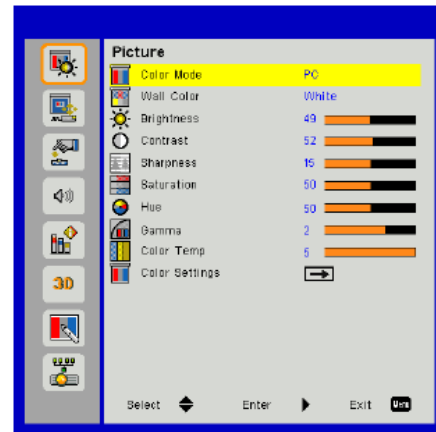 Picture
Color Mode PC
Wall Color White
Brightness 49
Contrast 52
Sharpness 15
Saturation 50
Hue 50
Gamma 2
Color Temp 5
Color Settings
3D
Select Enter Exit Menu